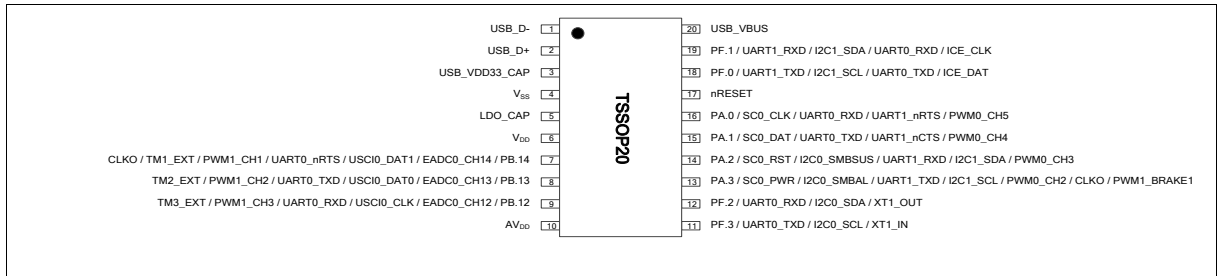 USB_D- 1
USB_D+ 2
USB_VDD33_CAP 3
VSS 4
LDO_CAP 5
VDD 6
CLKO / TM1_EXT / PWM1_CH1 / UART0_nRTS / USCI0_DAT1 / EADC0_CH14 / PB.14 7
TM2_EXT / PWM1_CH2 / UART0_TXD / USCI0_DAT0 / EADC0_CH13 / PB.13 8
TM3_EXT / PWM1_CH3 / UART0_RXD / USCI0_CLK / EADC0_CH12 / PB.12 9
AVDD 10
TSSOP20
20 USB_VBUS
19 PF.1 / UART1_RXD / I2C1_SDA / UART0_RXD / ICE_CLK
18 PF.0 / UART1_TXD / I2C1_SCL / UART0_TXD / ICE_DAT
17 nRESET
16 PA.0 / SC0_CLK / UART0_RXD / UART1_nRTS / PWM0_CH5
15 PA.1 / SC0_DAT / UART0_TXD / UART1_nCTS / PWM0_CH4
14 PA.2 / SC0_RST / I2C0_SMBSUS / UART1_RXD / I2C1_SDA / PWM0_CH3
13 PA.3 / SC0_PWR / I2C0_SMBAL / UART1_TXD / I2C1_SCL / PWM0_CH2 / CLKO / PWM1_BRAKE1
12 PF.2 / UART0_RXD / I2C0_SDA / XT1_OUT
11 PF.3 / UART0_TXD / I2C0_SCL / XT1_IN